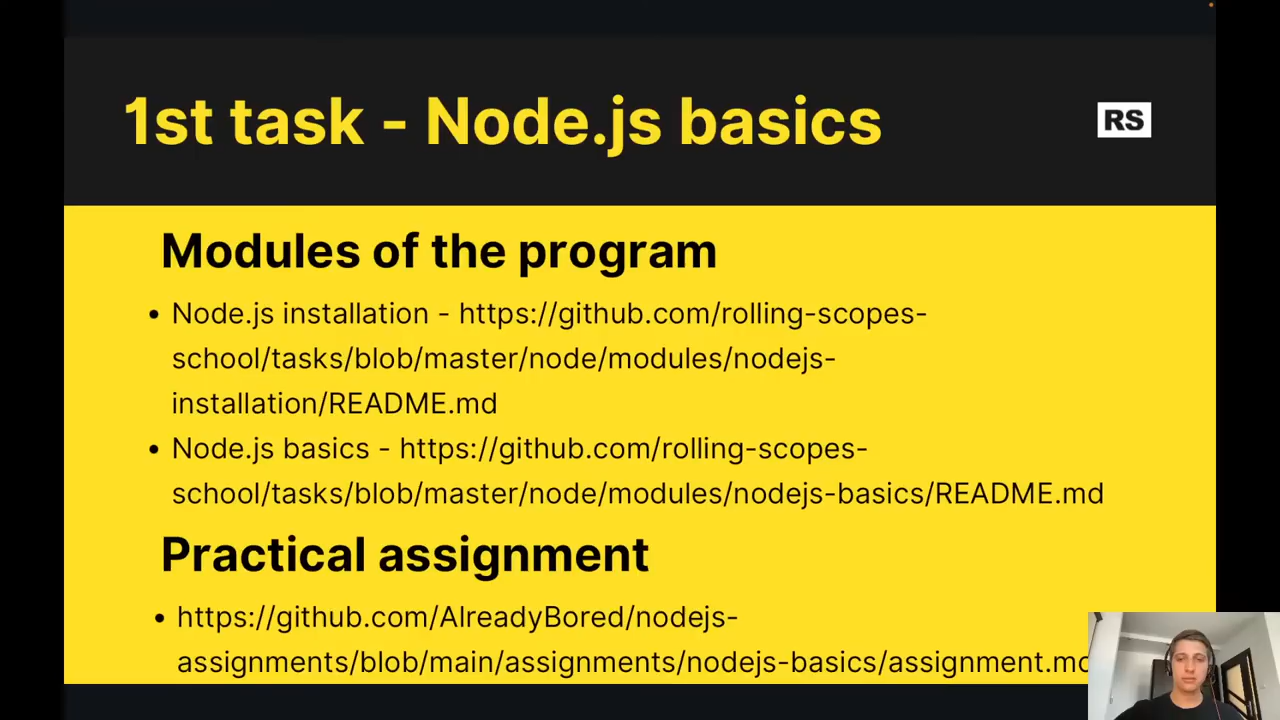 1st task - Node.js basics
RS
Modules of the program
• Node.js installation - https://github.com/rolling-scopes-
school/tasks/blob/master/node/modules/nodejs-
installation/README.md
• Node.js basics - https://github.com/rolling-scopes-
school/tasks/blob/master/node/modules/nodejs-basics/README.md
Practical assignment
• https://github.com/AlreadyBored/nodejs-
assignments/blob/main/assignments/nodejs-basics/assignment.md